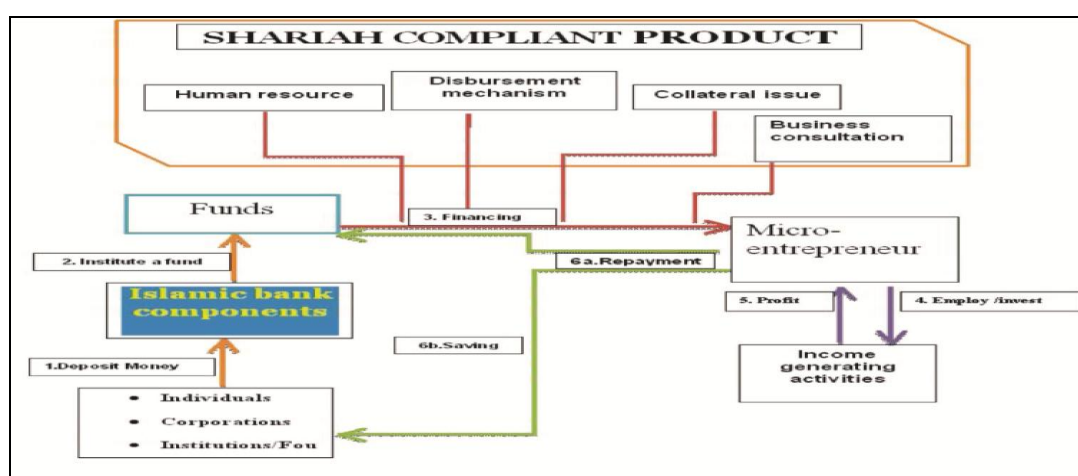 SHARIAH COMPLIANT PRODUCT
Human resource
Disbursement
mechanism
Collateral issue
Business
consultation
Funds
3. Financing
Micro-
entrepreneur
2. Institute a fund
6a.Repayment
Islamic bank
components
5. Profit
4. Employ /invest
6b.Saving
1.Deposit Money
Income
generating
activities
• Individuals
• Corporations
• Institutions/Fou